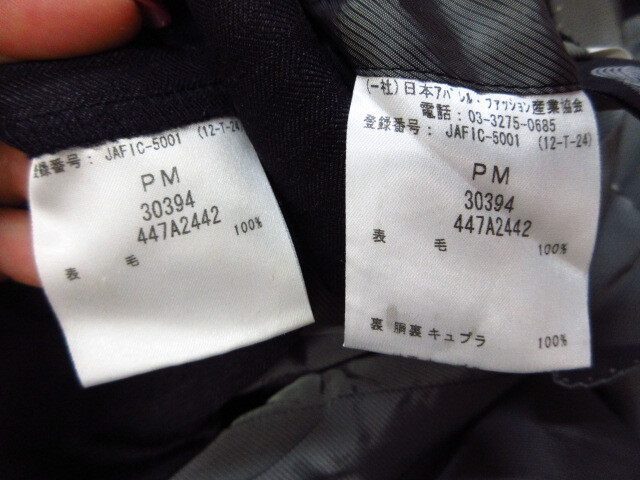 登録番号: JAFIC-5001 (12-T-24)
PM
30394
447A2442
表 毛 100%
(一社)日本アパレル・ファッション産業協会
電話: 03-3275-0685
登録番号: JAFIC-5001 (12-T-24)
PM
30394
447A2442
表 毛 100%
裏 胴裏 キュプラ 100%